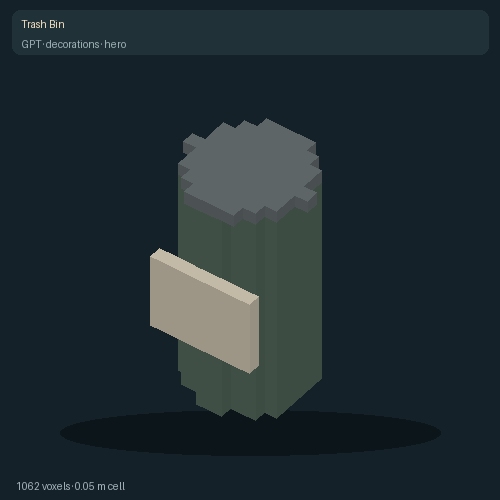 Trash Bin
GPT · decorations · hero
1062 voxels · 0.05 m cell